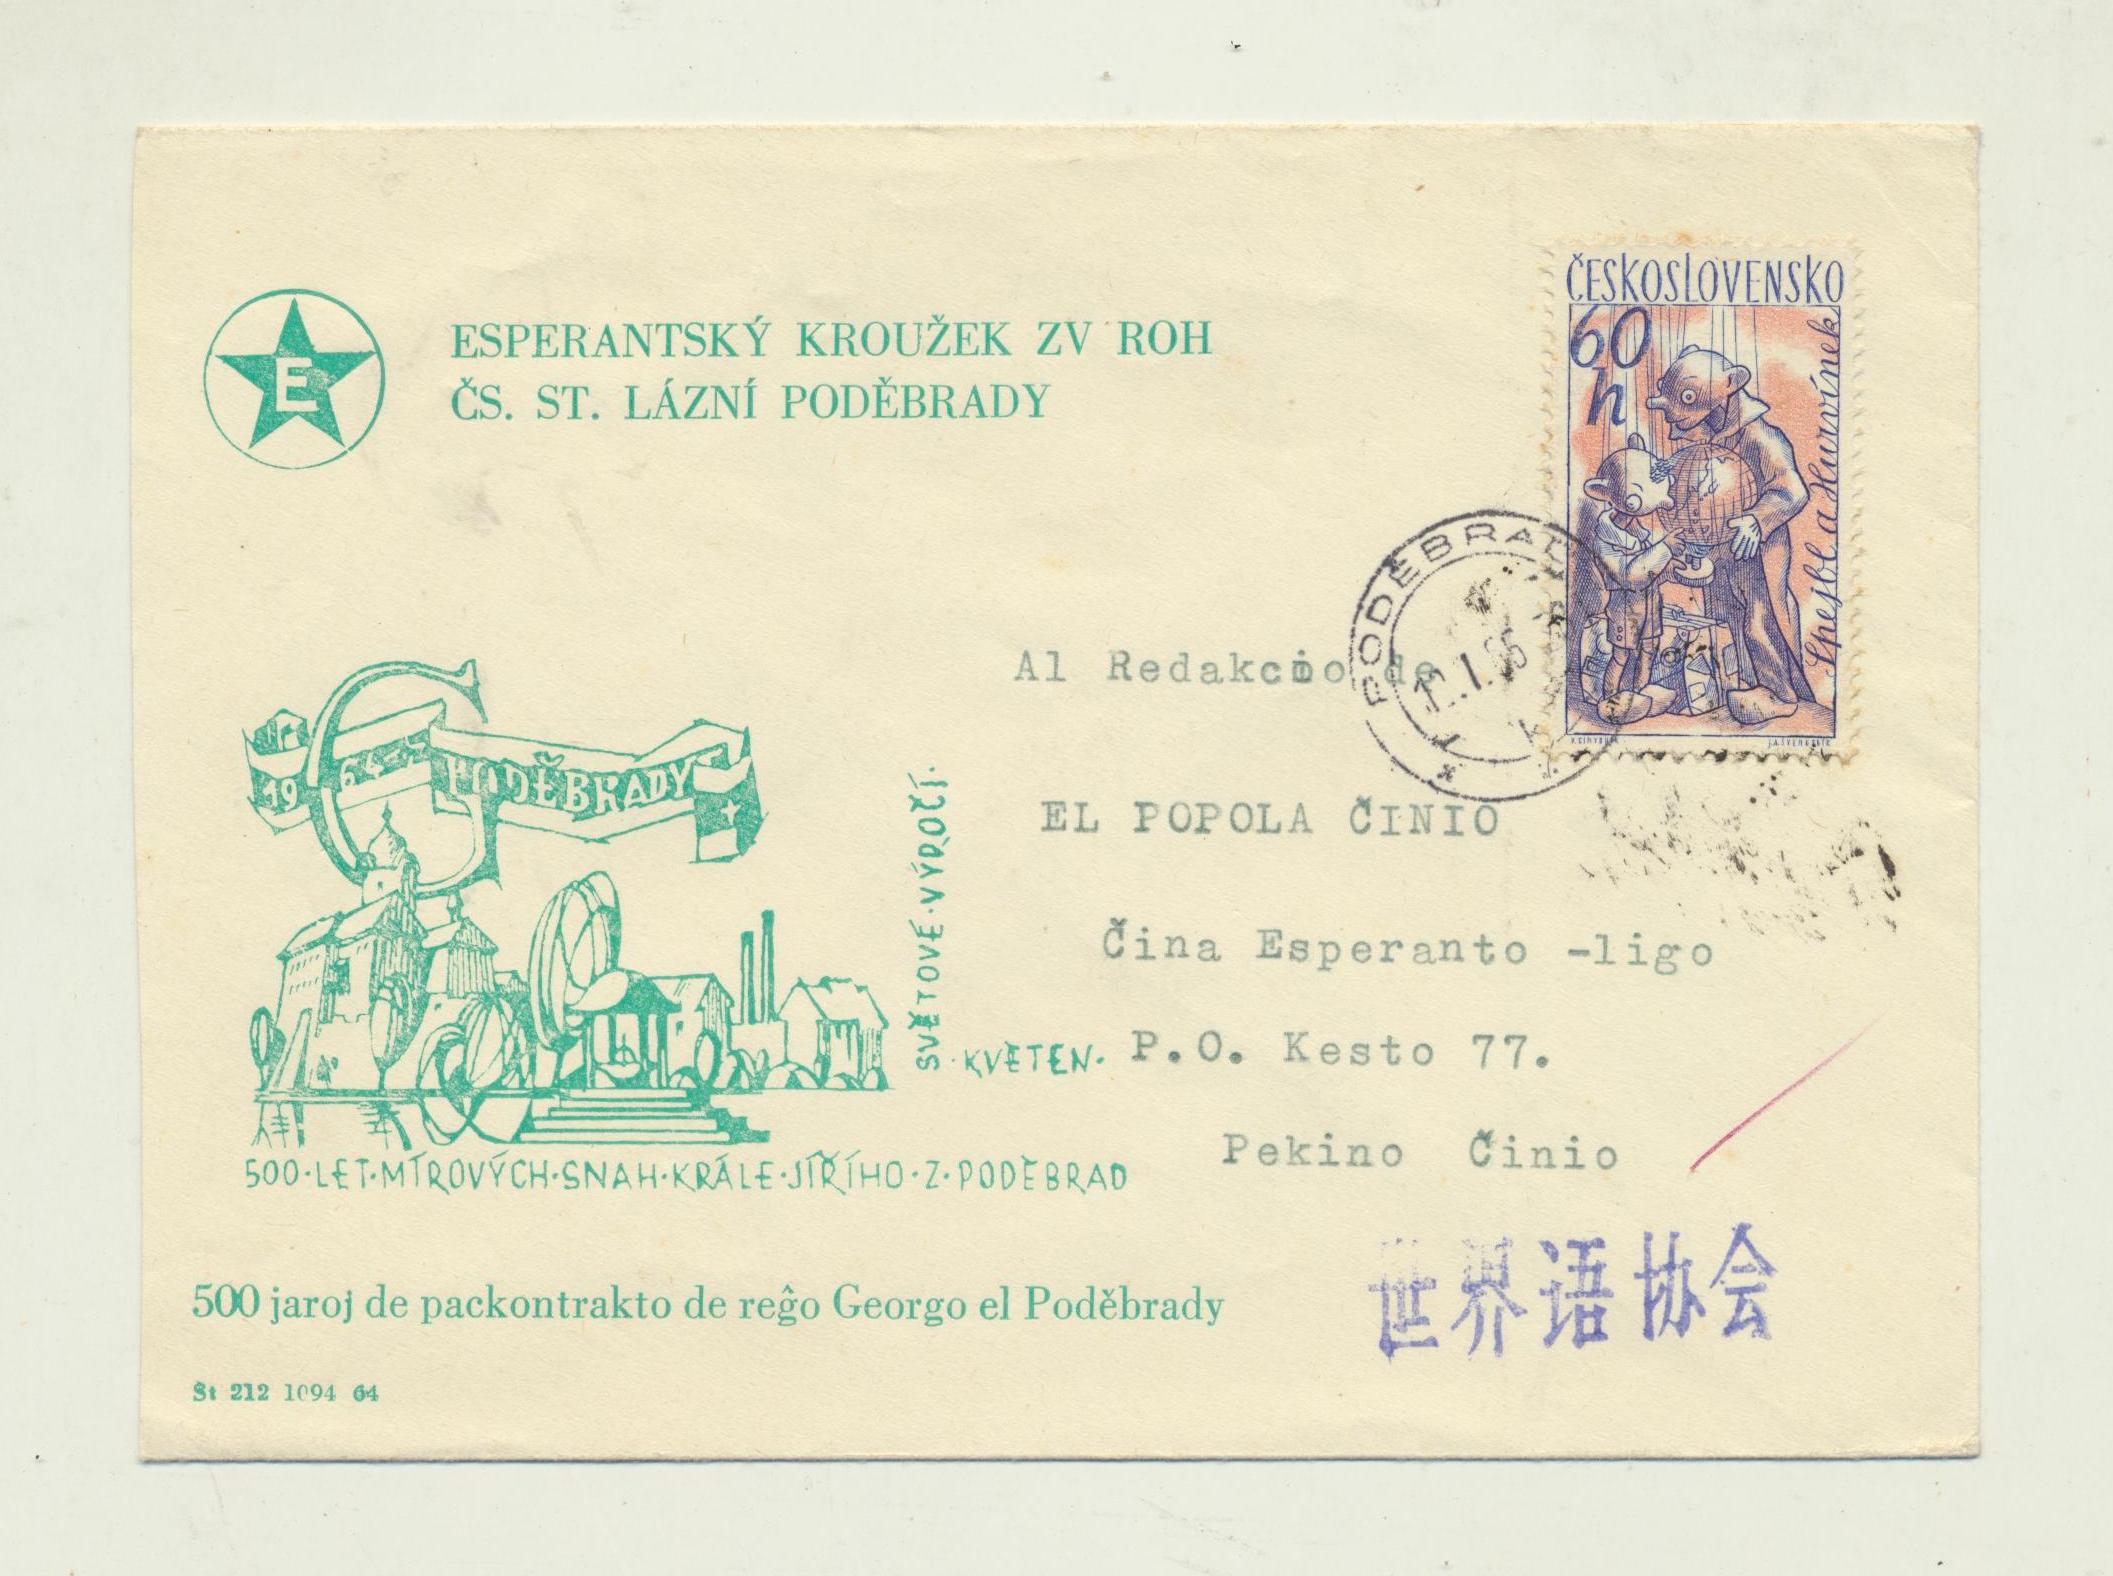 E
ESPERANTSKÝ KROUŽEK ZV ROH
ČS. ST. LÁZNÍ PODĚBRADY
ČESKOSLOVENSKO
60
h
Spejbl a Hurvínek
PODĚBRADY
Al Redakcio de
EL POPOLA ČINIO
Čina Esperanto -ligo
P.O. Kesto 77.
Pekino Činio
世界语协会
1964
PODĚBRADY
SVĚTOVÉ·VÝROČÍ·
·KVETEN·
500·LET·MÍROVÝCH·SNAH·KRÁLE·JÍŘÍHO·Z·PODĚBRAD
500 jaroj de packontrakto de reĝo Georgo el Poděbrady
St 212 1094 64